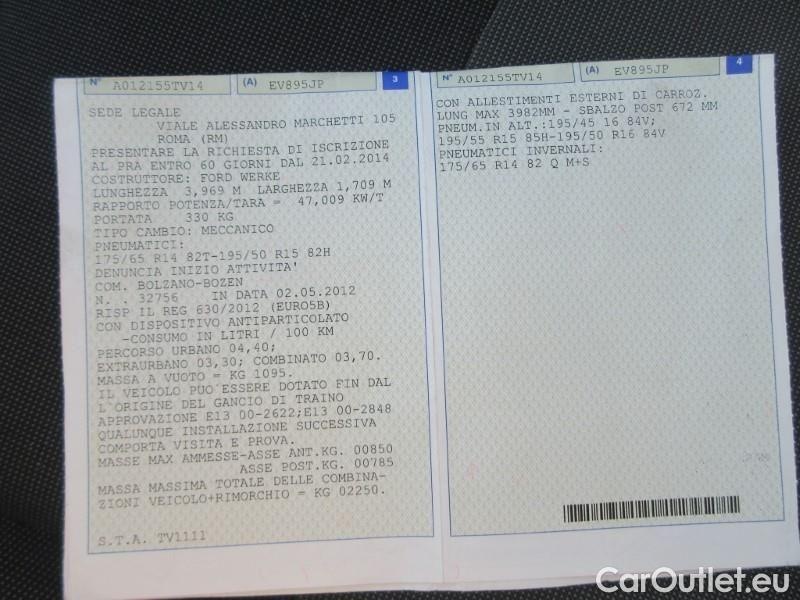 N° A012155TV14 (A) EV895JP 3
SEDE LEGALE
VIALE ALESSANDRO MARCHETTI 105
ROMA (RM)
PRESENTARE LA RICHIESTA DI ISCRIZIONE
AL PRA ENTRO 60 GIORNI DAL 21.02.2014
COSTRUTTORE: FORD WERKE
LUNGHEZZA 3,969 M LARGHEZZA 1,709 M
RAPPORTO POTENZA/TARA = 47,009 KW/T
PORTATA 330 KG
TIPO CAMBIO: MECCANICO
PNEUMATICI:
175/65 R14 82T-195/50 R15 82H
DENUNCIA INIZIO ATTIVITA'
COM. BOLZANO-BOZEN
N. . 32756 IN DATA 02.05.2012
RISP IL REG 630/2012 (EURO5B)
CON DISPOSITIVO ANTIPARTICOLATO
-CONSUMO IN LITRI / 100 KM
PERCORSO URBANO 04,40;
EXTRAURBANO 03,30; COMBINATO 03,70.
MASSA A VUOTO = KG 1095.
IL VEICOLO PUO'ESSERE DOTATO FIN DAL
L'ORIGINE DEL GANCIO DI TRAINO
APPROVAZIONE E13 00-2622;E13 00-2848
QUALUNQUE INSTALLAZIONE SUCCESSIVA
COMPORTA VISITA E PROVA.
MASSE MAX AMMESSE-ASSE ANT.KG. 00850
ASSE POST.KG. 00785
MASSA MASSIMA TOTALE DELLE COMBINA-
ZIONI VEICOLO+RIMORCHIO = KG 02250.
S.T.A. TV1111
N° A012155TV14 (A) EV895JP 4
CON ALLESTIMENTI ESTERNI DI CARROZ.
LUNG MAX 3982MM - SBALZO POST 672 MM
PNEUM.IN ALT.:195/45 16 84V;
195/55 R15 85H-195/50 R16 84V
PNEUMATICI INVERNALI:
175/65 R14 82 Q M+S
CarOutlet.eu